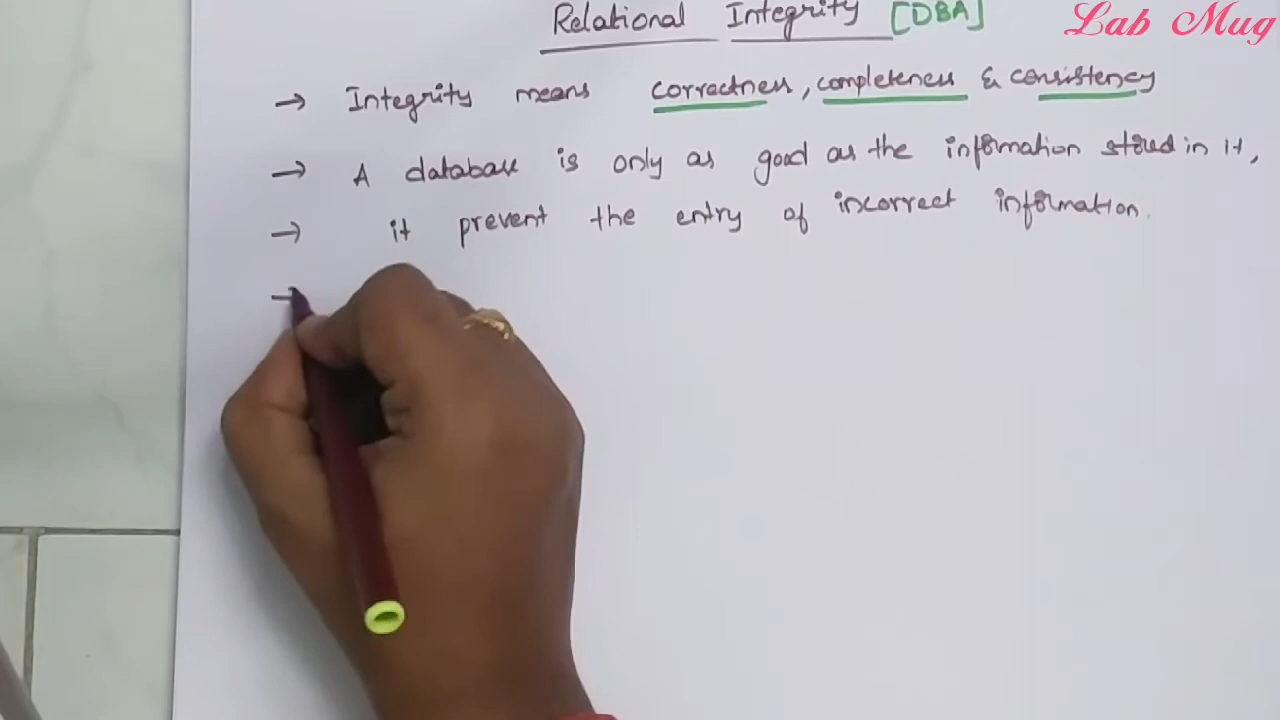 Relational Integrity [DBA]
Lab Mug
→ Integrity means correctness, completeness & consistency
→ A database is only as good as the information stored in it,
→ it prevent the entry of incorrect information.